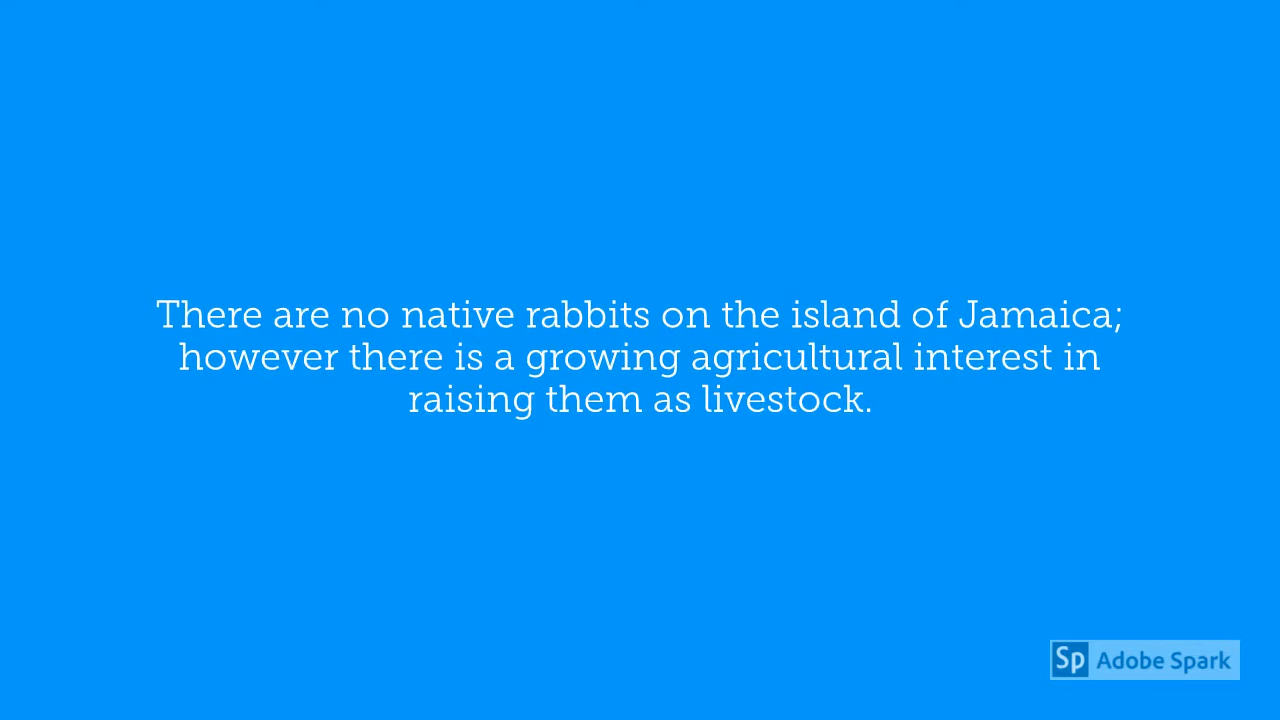 There are no native rabbits on the island of Jamaica;
however there is a growing agricultural interest in
raising them as livestock.
Sp Adobe Spark